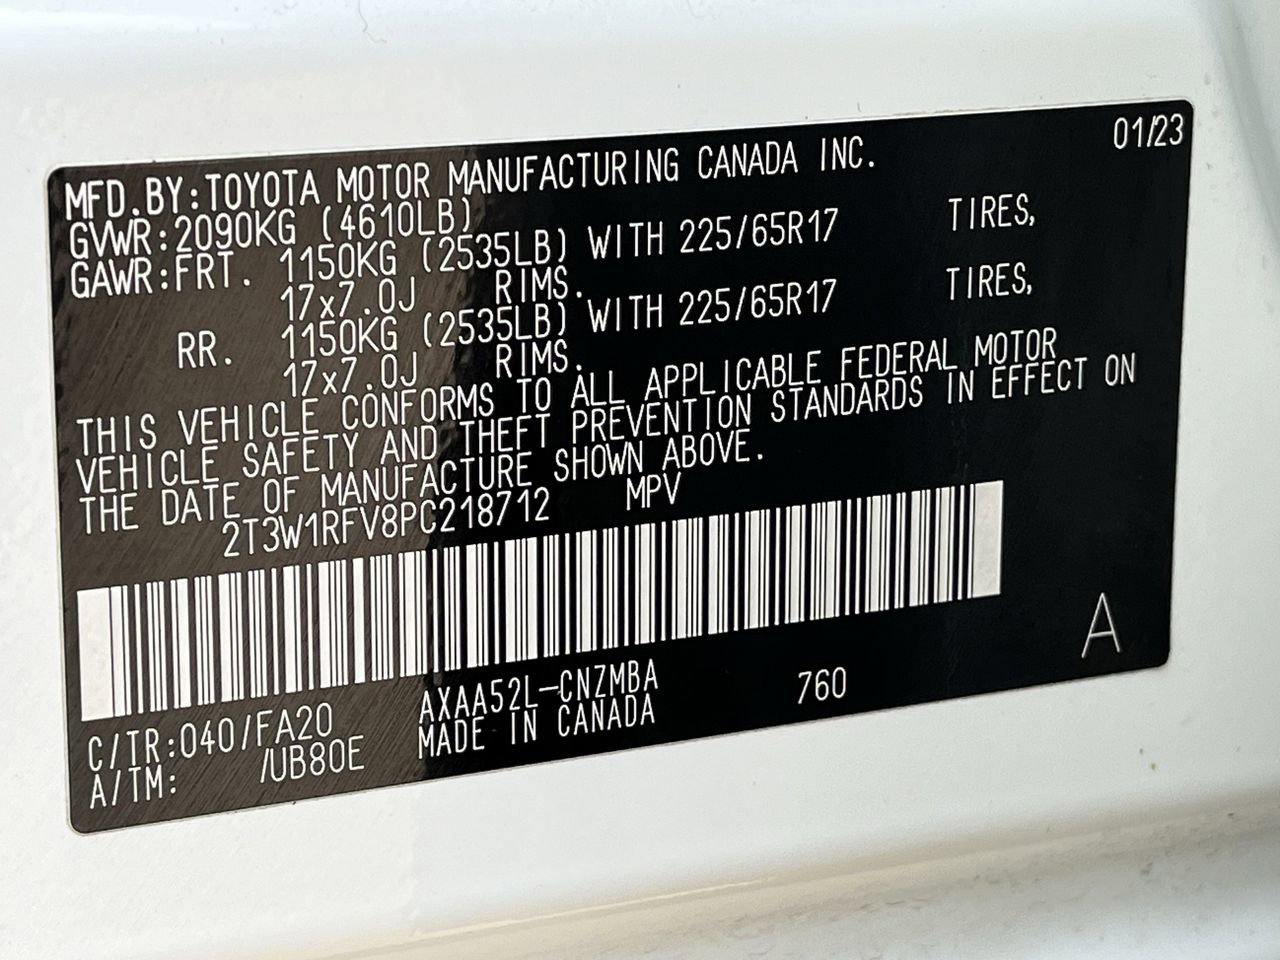 01/23
MFD.BY:TOYOTA MOTOR MANUFACTURING CANADA INC.
GVWR:2090KG (4610LB)
GAWR:FRT. 1150KG (2535LB) WITH 225/65R17 TIRES,
17x7.0J RIMS.
RR. 1150KG (2535LB) WITH 225/65R17 TIRES,
17x7.0J RIMS.
THIS VEHICLE CONFORMS TO ALL APPLICABLE FEDERAL MOTOR
VEHICLE SAFETY AND THEFT PREVENTION STANDARDS IN EFFECT ON
THE DATE OF MANUFACTURE SHOWN ABOVE.
2T3W1RFV8PC218712 MPV
A
C/TR:040/FA20 AXAA52L-CNZMBA 760
A/TM: /UB80E MADE IN CANADA